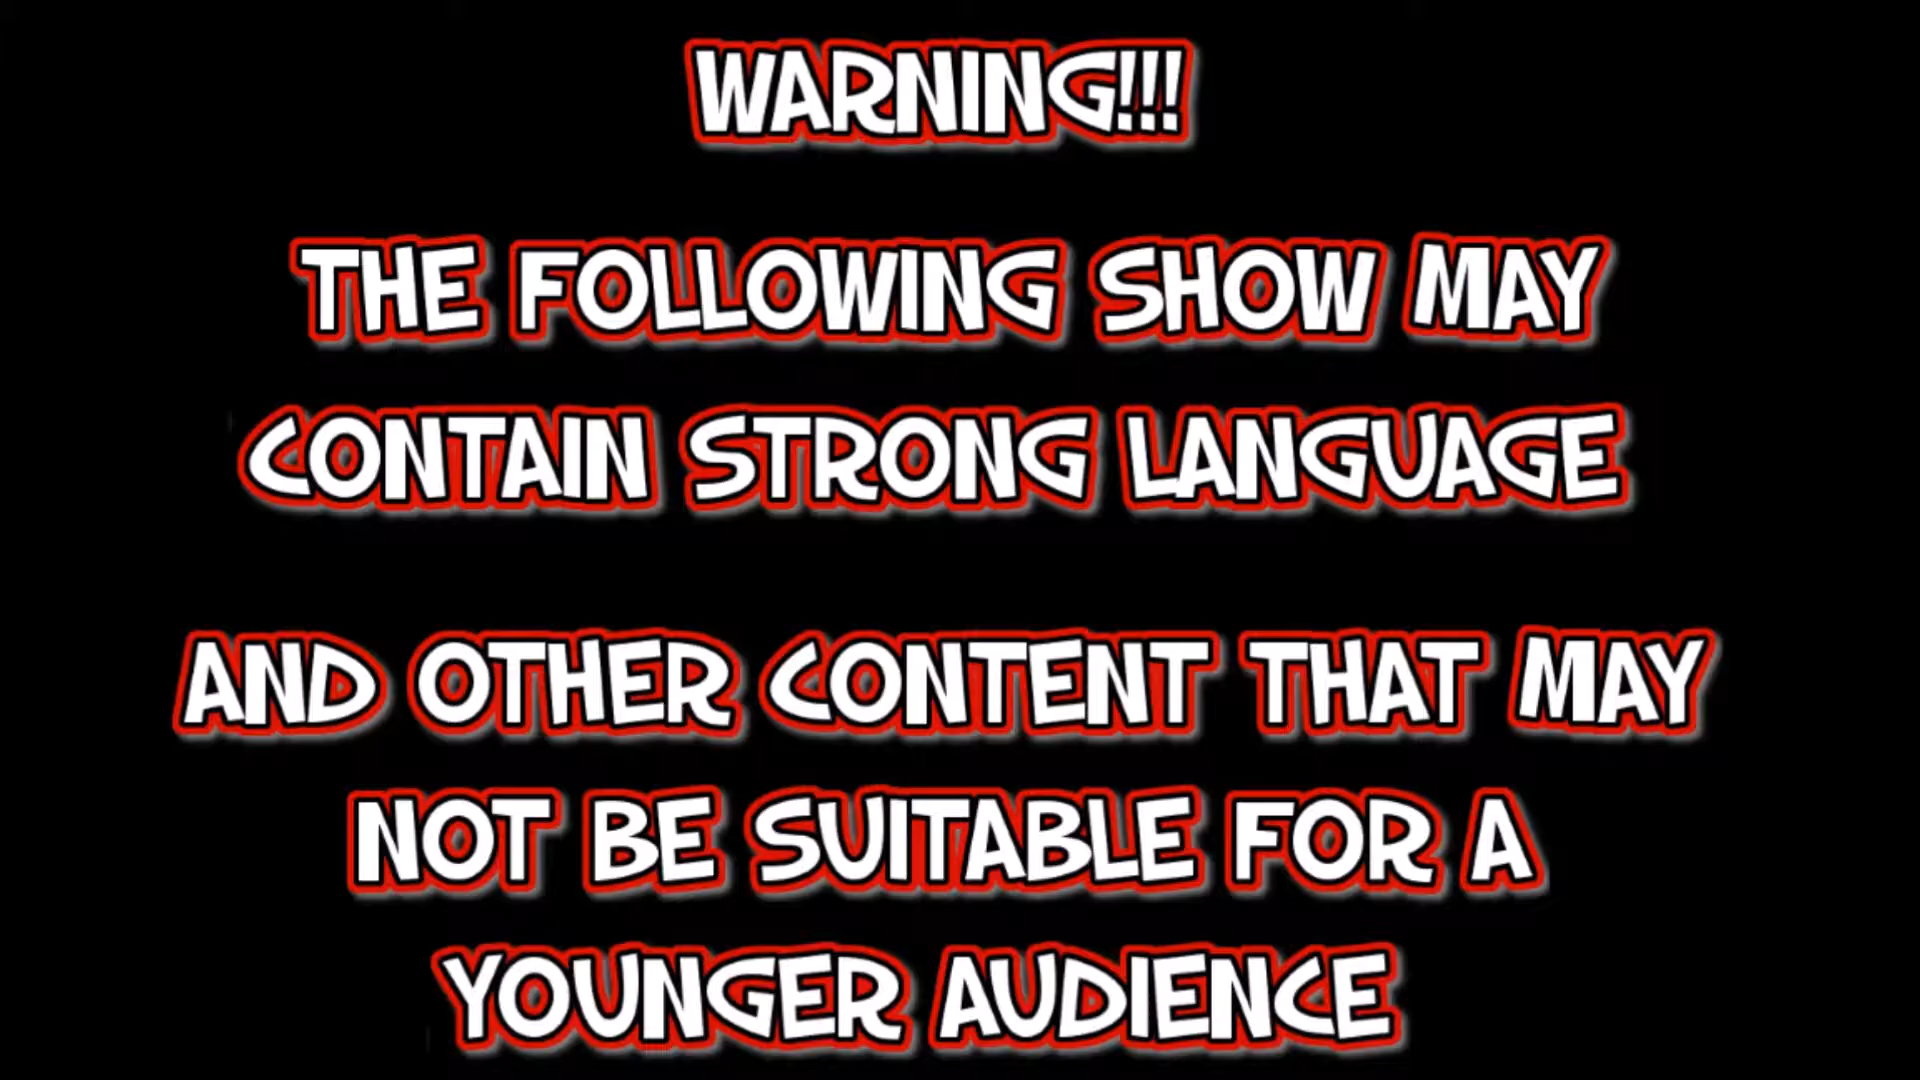 WARNING!!!
THE FOLLOWING SHOW MAY
CONTAIN STRONG LANGUAGE
AND OTHER CONTENT THAT MAY
NOT BE SUITABLE FOR A
YOUNGER AUDIENCE